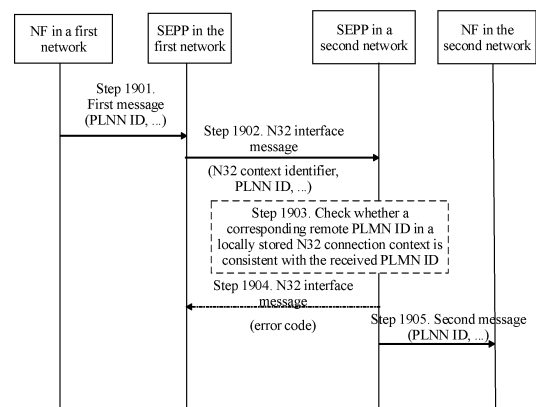 NF in a first
network
SEPP in the
first network
SEPP in a
second network
NF in the
second network
Step 1901.
First message
(PLNN ID, ...)
Step 1902. N32 interface
message
(N32 context identifier,
PLNN ID, ...)
Step 1903. Check whether a
corresponding remote PLMN ID in a
locally stored N32 connection context is
consistent with the received PLMN ID
Step 1904. N32 interface
message
(error code)
Step 1905. Second message
(PLNN ID, ...)